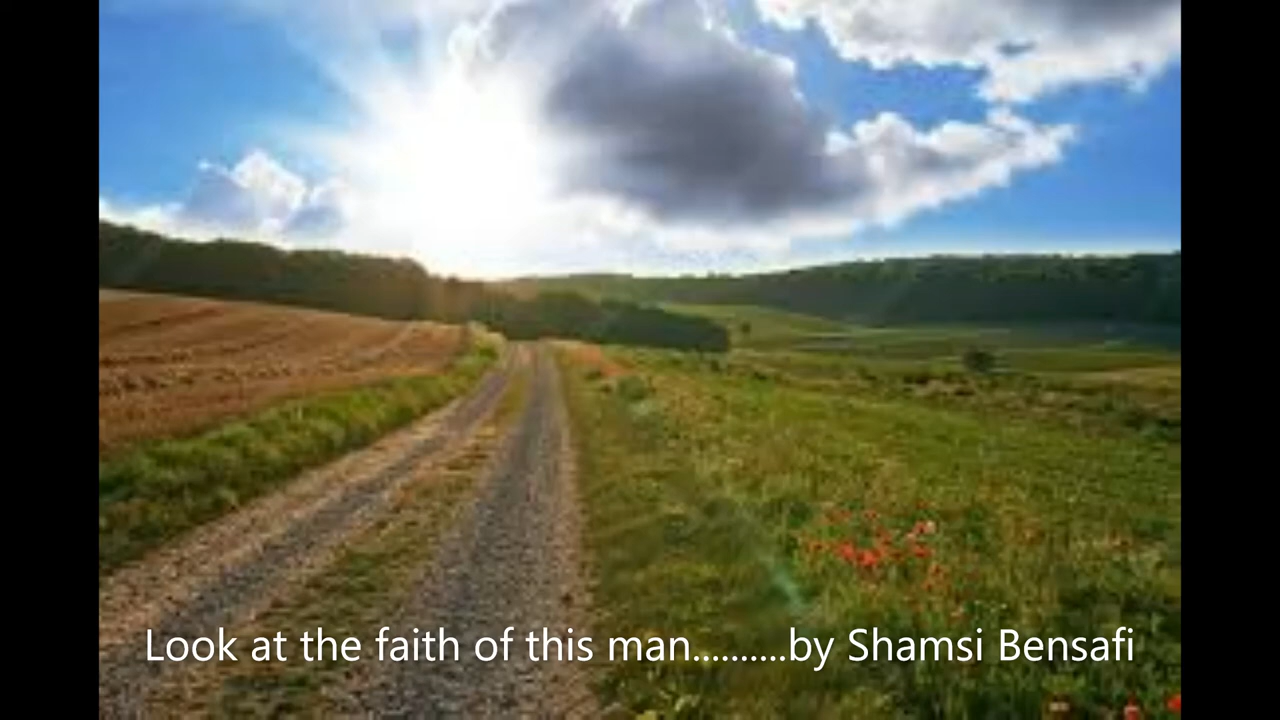 Look at the faith of this man..........by Shamsi Bensafi